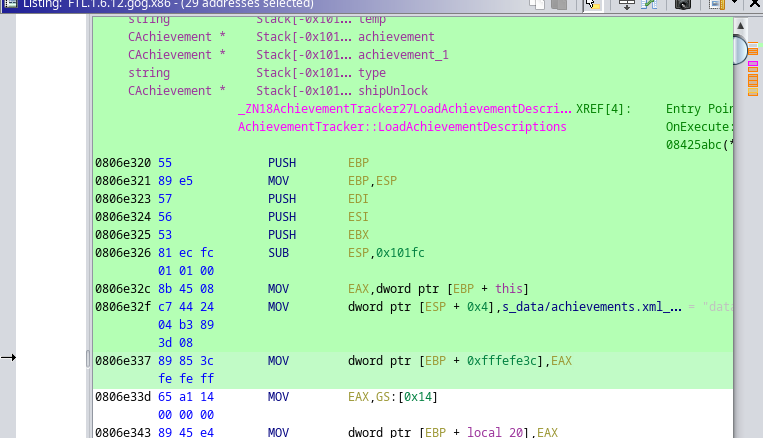 Listing: FTL.1.6.12.gog.x86 - (29 addresses selected)
string Stack[-0x101... temp
CAchievement * Stack[-0x101... achievement
CAchievement * Stack[-0x101... achievement_1
string Stack[-0x101... type
CAchievement * Stack[-0x101... shipUnlock
_ZN18AchievementTracker27LoadAchievementDescri... XREF[4]: Entry Poin
AchievementTracker::LoadAchievementDescriptions OnExecute:
08425abc(*
0806e320 55 PUSH EBP
0806e321 89 e5 MOV EBP,ESP
0806e323 57 PUSH EDI
0806e324 56 PUSH ESI
0806e325 53 PUSH EBX
0806e326 81 ec fc SUB ESP,0x101fc
01 01 00
0806e32c 8b 45 08 MOV EAX,dword ptr [EBP + this]
0806e32f c7 44 24 MOV dword ptr [ESP + 0x4],s_data/achievements.xml_... = "data
04 b3 89
3d 08
0806e337 89 85 3c MOV dword ptr [EBP + 0xfffefe3c],EAX
fe fe ff
0806e33d 65 a1 14 MOV EAX,GS:[0x14]
00 00 00
0806e343 89 45 e4 MOV dword ptr [EBP + local_20],EAX